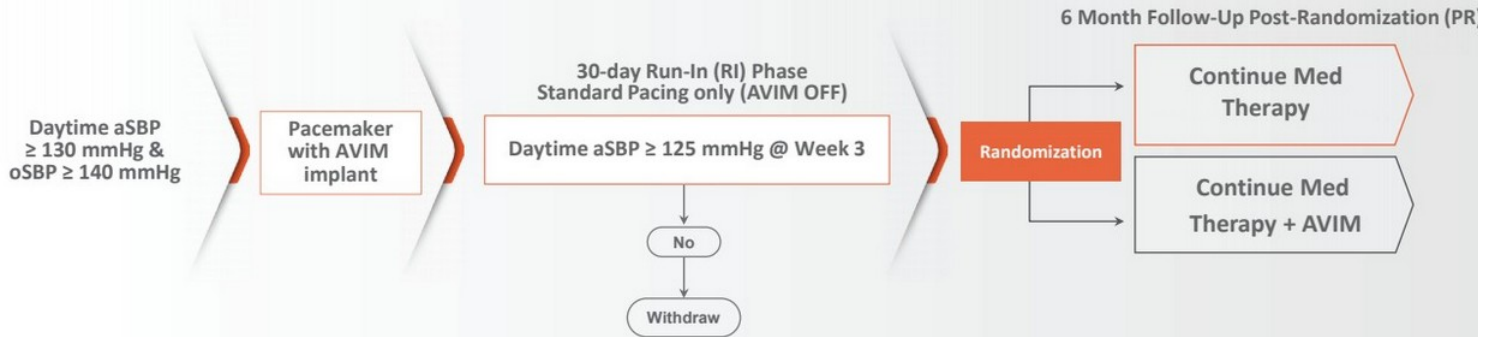 6 Month Follow-Up Post-Randomization (PR)
Daytime aSBP
≥ 130 mmHg &
oSBP ≥ 140 mmHg
Pacemaker
with AVIM
implant
30-day Run-In (RI) Phase
Standard Pacing only (AVIM OFF)
Daytime aSBP ≥ 125 mmHg @ Week 3
No
Withdraw
Randomization
Continue Med
Therapy
Continue Med
Therapy + AVIM